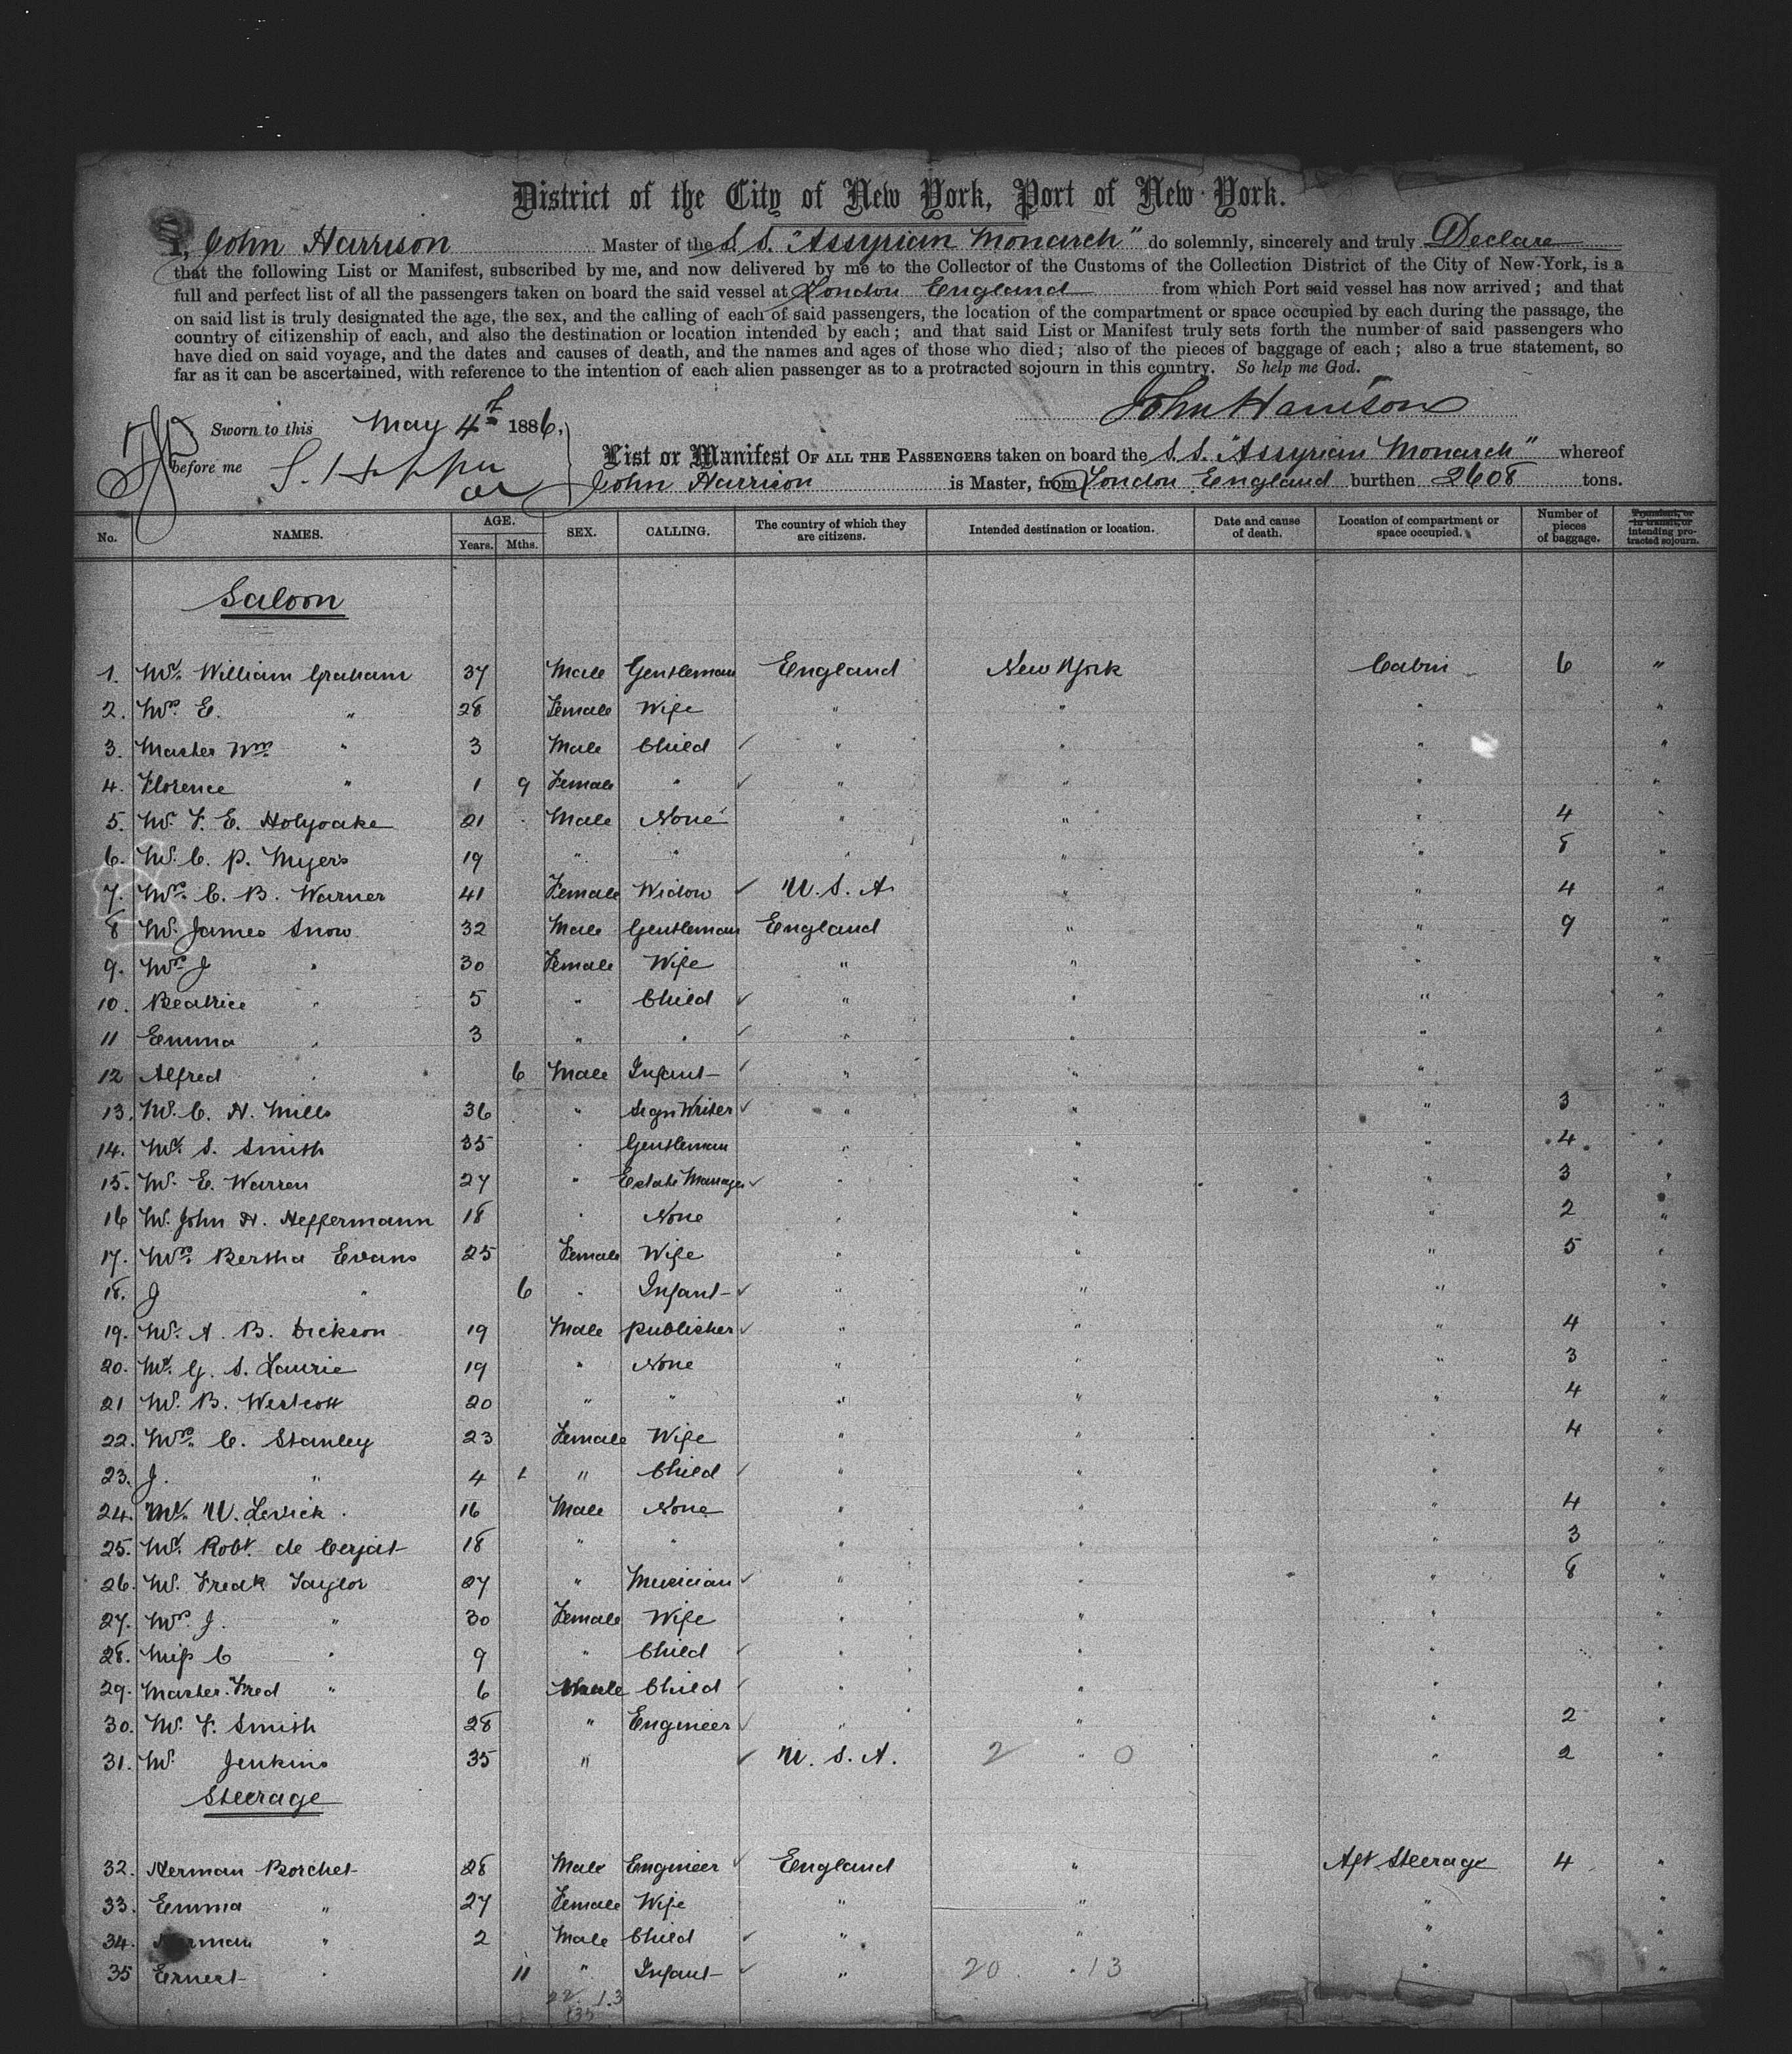 District of the City of New York, Port of New-York.
I, John Harrison Master of the S.S. "Assyrian Monarch" do solemnly, sincerely and truly Declare
that the following List or Manifest, subscribed by me, and now delivered by me to the Collector of the Customs of the Collection District of the City of New-York, is a
full and perfect list of all the passengers taken on board the said vessel at London England from which Port said vessel has now arrived; and that
on said list is truly designated the age, the sex, and the calling of each of said passengers, the location of the compartment or space occupied by each during the passage, the
country of citizenship of each, and also the destination or location intended by each; and that said List or Manifest truly sets forth the number of said passengers who
have died on said voyage, and the dates and causes of death, and the names and ages of those who died; also of the pieces of baggage of each; also a true statement, so
far as it can be ascertained, with reference to the intention of each alien passenger as to a protracted sojourn in this country. So help me God.
John Harrison
Sworn to this May 4th 1886,
before me
List or Manifest OF ALL THE PASSENGERS taken on board the S.S. "Assyrian Monarch" whereof
John Harrison is Master, from London England burthen 2608 tons.
No. NAMES. AGE. Years. Mths. SEX. CALLING. The country of which they are citizens. Intended destination or location. Date and cause of death. Location of compartment or space occupied. Number of pieces of baggage. Transient, or in transit, or intending protracted sojourn.
Saloon
1. Mr. William Graham 37 Male Gentleman England New York Cabin 6 "
2. Mrs. E. " 28 Female Wife " " " "
3. Master Wm. " 3 Male Child " " " "
4. Florence " 1 9 Female " " " " "
5. Mr. F. E. Holyoake 21 Male None " " " 4 "
6. Mr. C. P. Myers 19 " " " " " 8 "
7. Mrs. C. B. Warner 41 Female Widow U.S.A. " " 4 "
8 Mr. James Snow 32 Male Gentleman England " " 9 "
9. Mrs J " 30 Female Wife " " " "
10. Beatrice " 5 " Child " " " "
11 Emma " 3 " " " " " "
12 Alfred " 6 Male Infant " " " "
13. Mr. C. H. Mills 36 " Sign Writer " " " 3 "
14. Mr. S. Smith 35 " Gentleman " " " 4 "
15. Mr. E. Warren 27 " Estate Manager " " " 3 "
16 Mr. John H. Heffermann 18 " None " " " 2 "
17. Mrs. Bertha Evans 25 Female Wife " " " 5 "
18. J " 6 " Infant " " " "
19. Mr. A. B. Dickson 19 Male Publisher " " " 4 "
20. Mr. G. S. Laurie 19 " None " " " 3 "
21 Mr. B. Westcott 20 " " " " " 4 "
22. Mrs. C. Stanley 23 Female Wife " " " 4 "
23. J. " 4 1 " Child " " " "
24. Mr. W. Levick 16 Male None " " " 4 "
25. Mr. Robt. de Cerjat 18 " " " " " 3 "
26. Mr. Fredk Taylor 27 " Musician " " " 8 "
27. Mrs. J. " 30 Female Wife " " " "
28. Miss C " 9 " Child " " " "
29. Master Fred " 6 Male Child " " " "
30. Mr. F. Smith 28 " Engineer " " " 2 "
31. Mr. Jenkins 35 " U.S.A. 2 " 0 " 2 "
Steerage
32. Herman Borchet 28 Male Engineer England " Aft Steerage 4 "
33. Emma " 27 Female Wife " " " "
34. Herman " 2 Male Child " " " "
35 Ernest " 11 " Infant " 20 " 13 " "
22 13
35